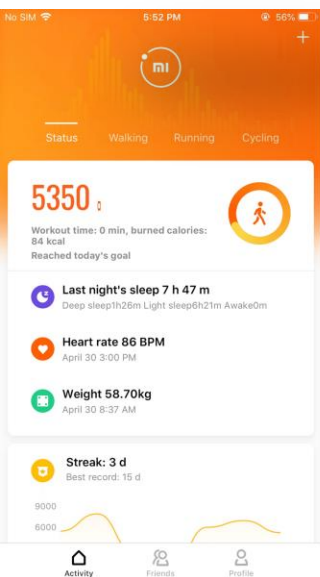 No SIM 5:52 PM 56%
mi
Status Walking Running Cycling
5350
Workout time: 0 min, burned calories:
84 kcal
Reached today's goal
Last night's sleep 7 h 47 m
Deep sleep1h26m Light sleep6h21m Awake0m
Heart rate 86 BPM
April 30 3:00 PM
Weight 58.70kg
April 30 8:37 AM
Streak: 3 d
Best record: 15 d
9000
6000
Activity Friends Profile